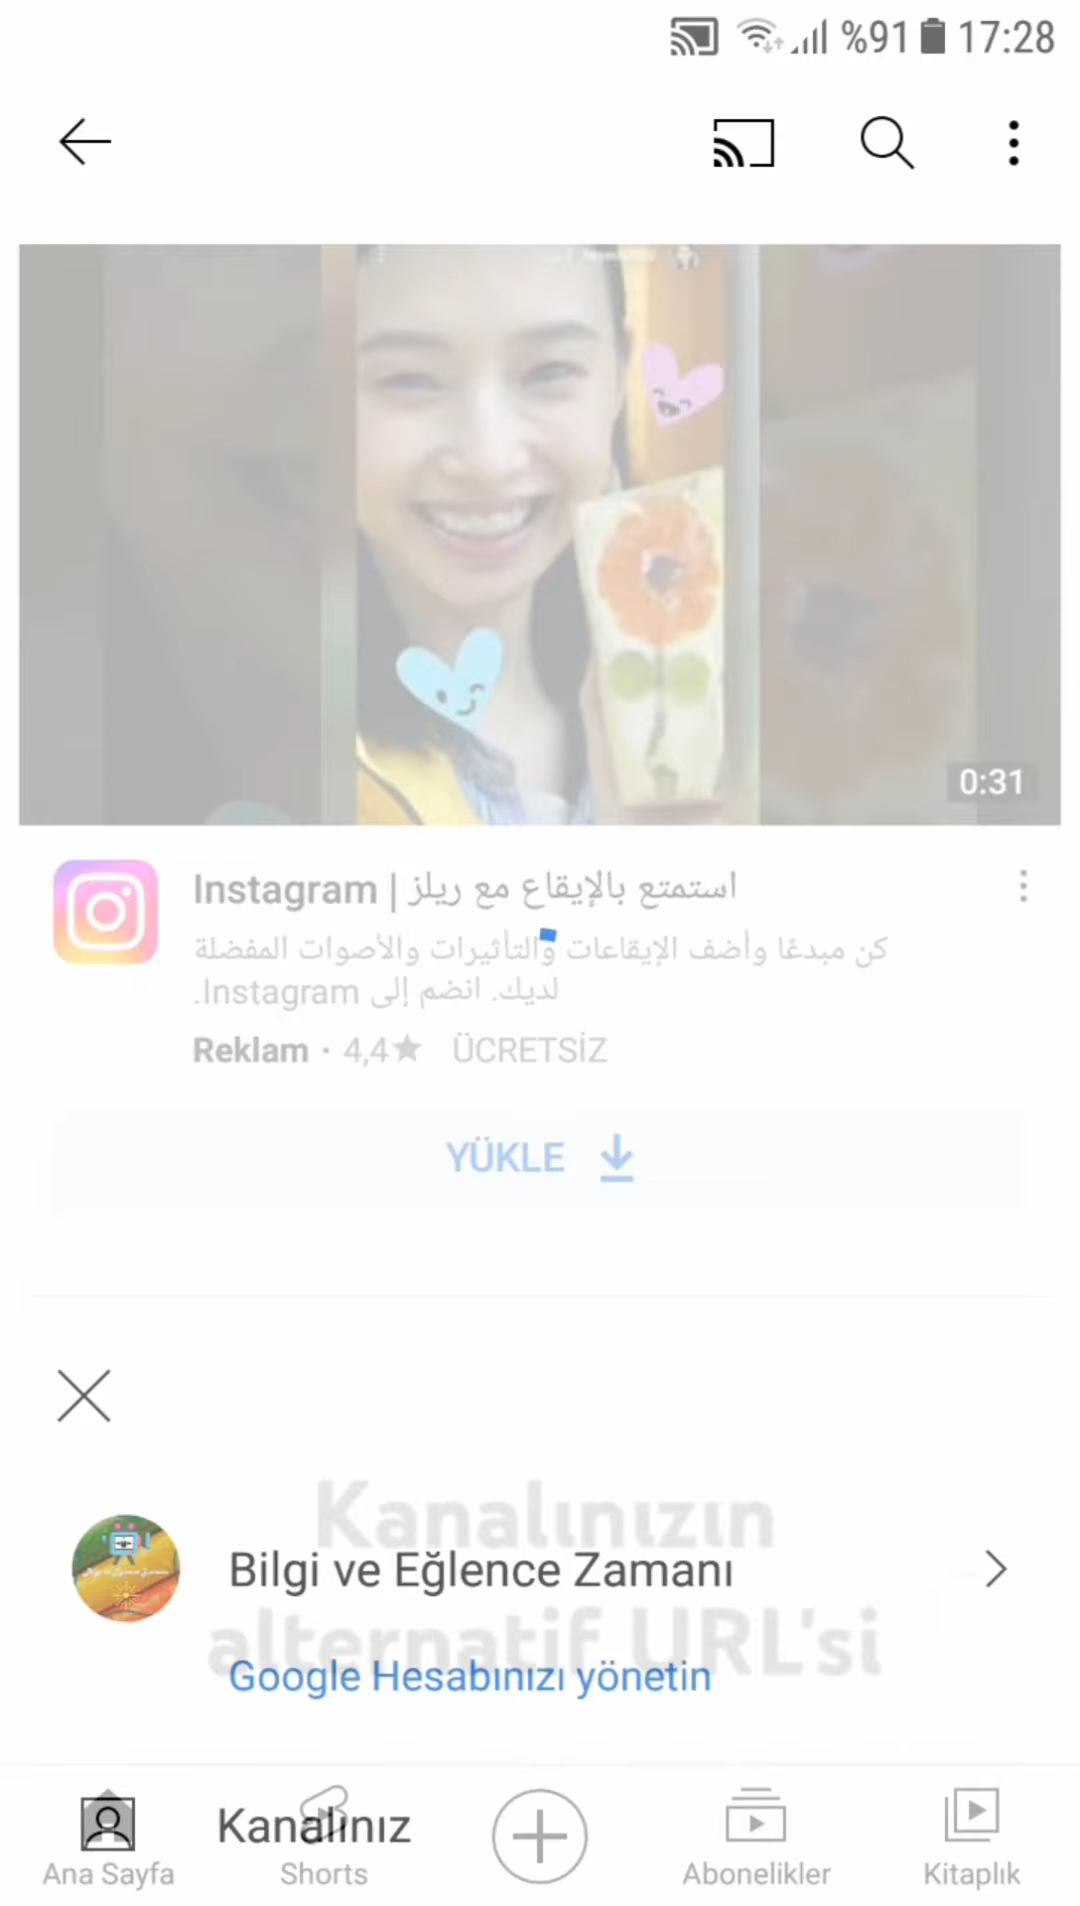 %91 17:28
0:31
Instagram | استمتع بالإيقاع مع ريلز
كن مبدعًا وأضف الإيقاعات والتأثيرات والأصوات المفضلة
لديك. انضم إلى Instagram.
Reklam · 4,4★ ÜCRETSİZ
YÜKLE
Kanalınızın
Bilgi ve Eğlence Zamanı
alternatif URL'si
Google Hesabınızı yönetin
Kanalınız
Ana Sayfa
Shorts
Abonelikler
Kitaplık